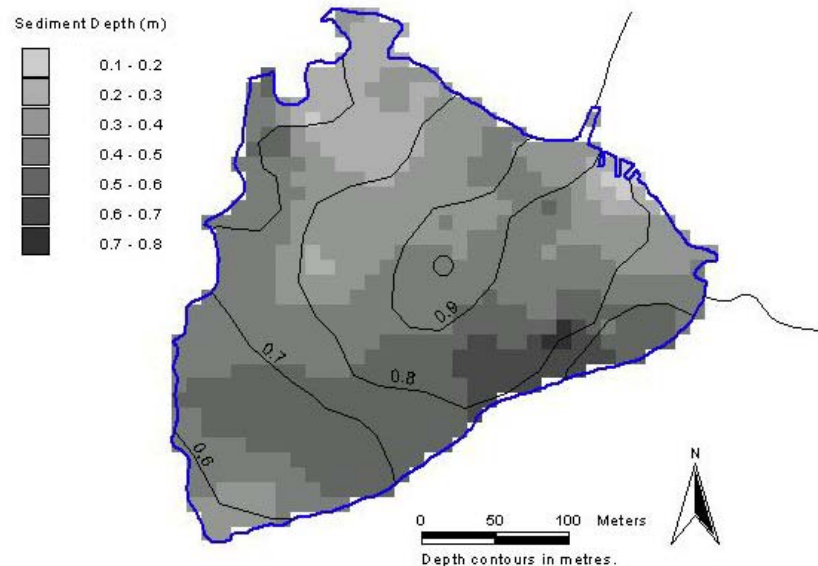 Sediment Depth (m)
0.1 - 0.2
0.2 - 0.3
0.3 - 0.4
0.4 - 0.5
0.5 - 0.6
0.6 - 0.7
0.7 - 0.8
0.9
0.7
0.8
0.6
N
0 50 100 Meters
Depth contours in metres.